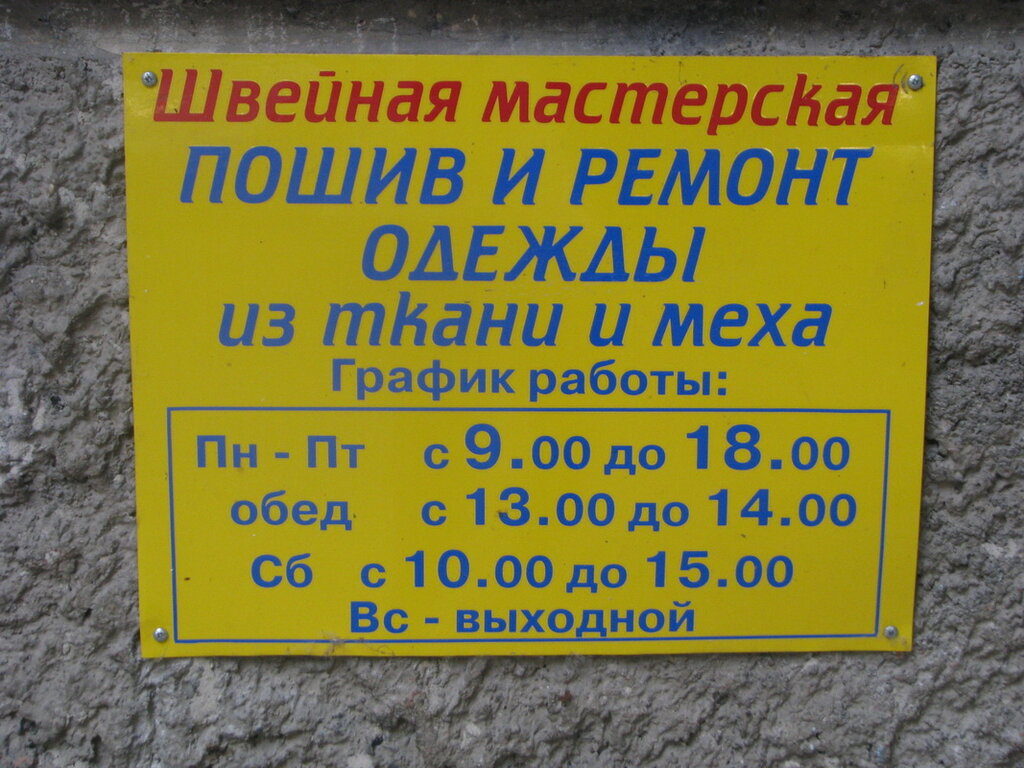 Швейная мастерская
ПОШИВ И РЕМОНТ
ОДЕЖДЫ
из ткани и меха
График работы:
Пн - Пт с 9.00 до 18.00
обед с 13.00 до 14.00
Сб с 10.00 до 15.00
Вс - выходной